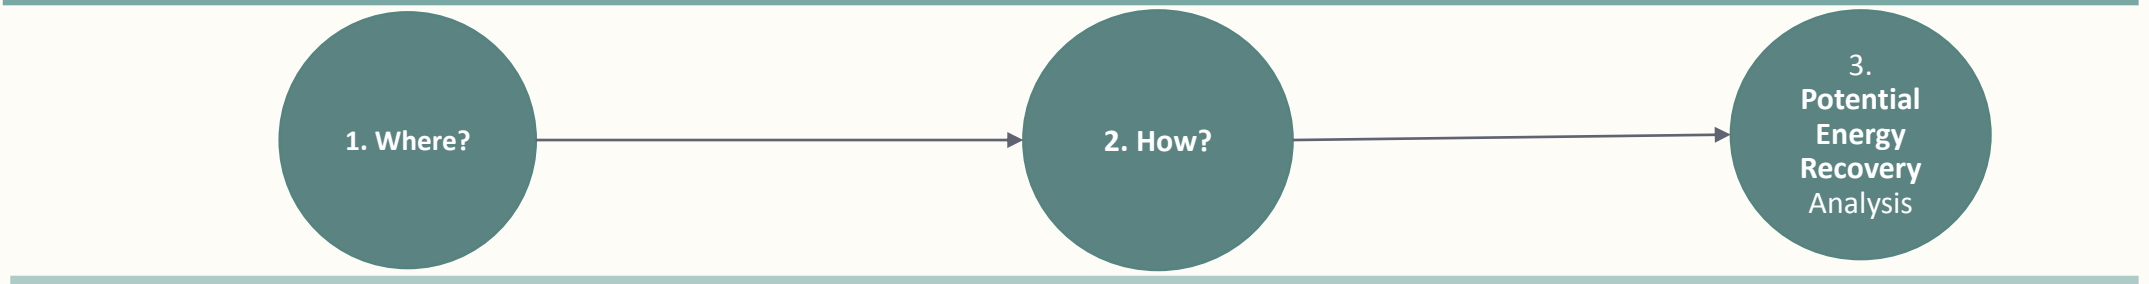 1. Where?
2. How?
3.
Potential
Energy
Recovery
Analysis